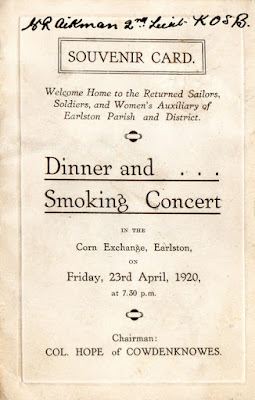 H R Aikman 2nd Lieut K.O.S.B.
SOUVENIR CARD.
Welcome Home to the Returned Sailors,
Soldiers, and Women's Auxiliary of
Earlston Parish and District.
Dinner and . . .
Smoking Concert
IN THE
Corn Exchange, Earlston,
ON
Friday, 23rd April, 1920,
at 7.30 p.m.
Chairman:
COL. HOPE of COWDENKNOWES.